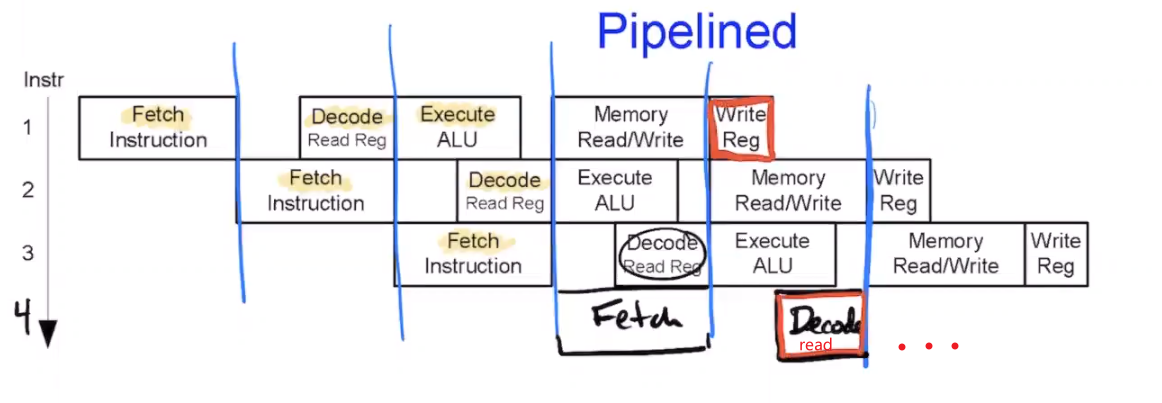 Pipelined
Instr
1
Fetch
Instruction
Decode
Read Reg
Execute
ALU
Memory
Read/Write
Write
Reg
2
Fetch
Instruction
Decode
Read Reg
Execute
ALU
Memory
Read/Write
Write
Reg
3
Fetch
Instruction
Decode
Read Reg
Execute
ALU
Memory
Read/Write
Write
Reg
4
Fetch
Decode
read
...